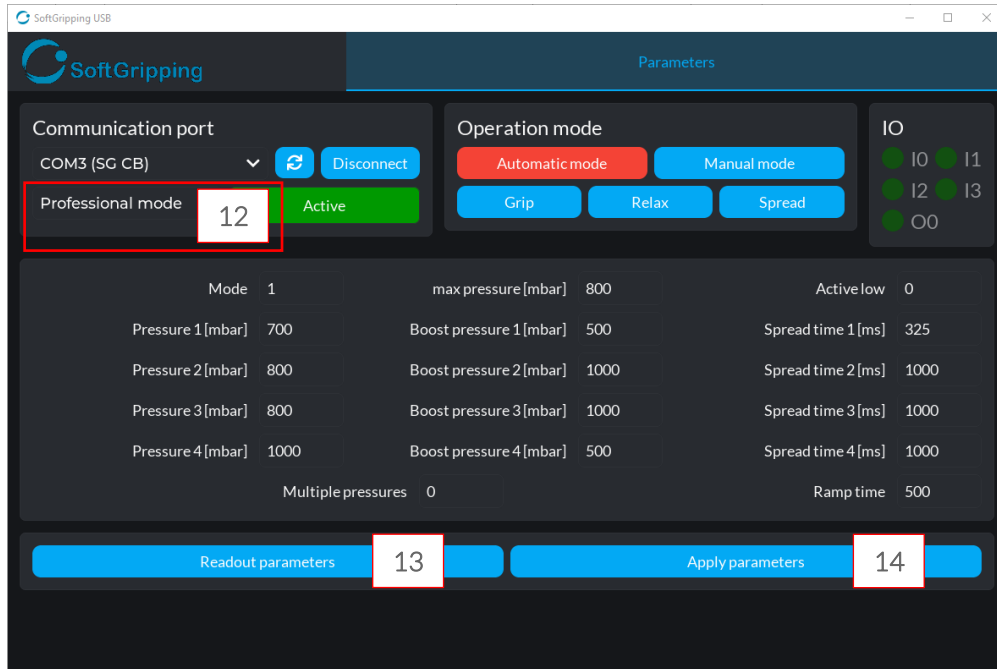 SoftGripping USB
SoftGripping
Parameters
Communication port
COM3 (SG CB)
Disconnect
Professional mode
12
Active
Operation mode
Automatic mode
Manual mode
Grip
Relax
Spread
IO
I0 I1
I2 I3
O0
Mode 1 max pressure [mbar] 800 Active low 0
Pressure 1 [mbar] 700 Boost pressure 1 [mbar] 500 Spread time 1 [ms] 325
Pressure 2 [mbar] 800 Boost pressure 2 [mbar] 1000 Spread time 2 [ms] 1000
Pressure 3 [mbar] 800 Boost pressure 3 [mbar] 1000 Spread time 3 [ms] 1000
Pressure 4 [mbar] 1000 Boost pressure 4 [mbar] 500 Spread time 4 [ms] 1000
Multiple pressures 0 Ramp time 500
Readout parameters 13 Apply parameters 14